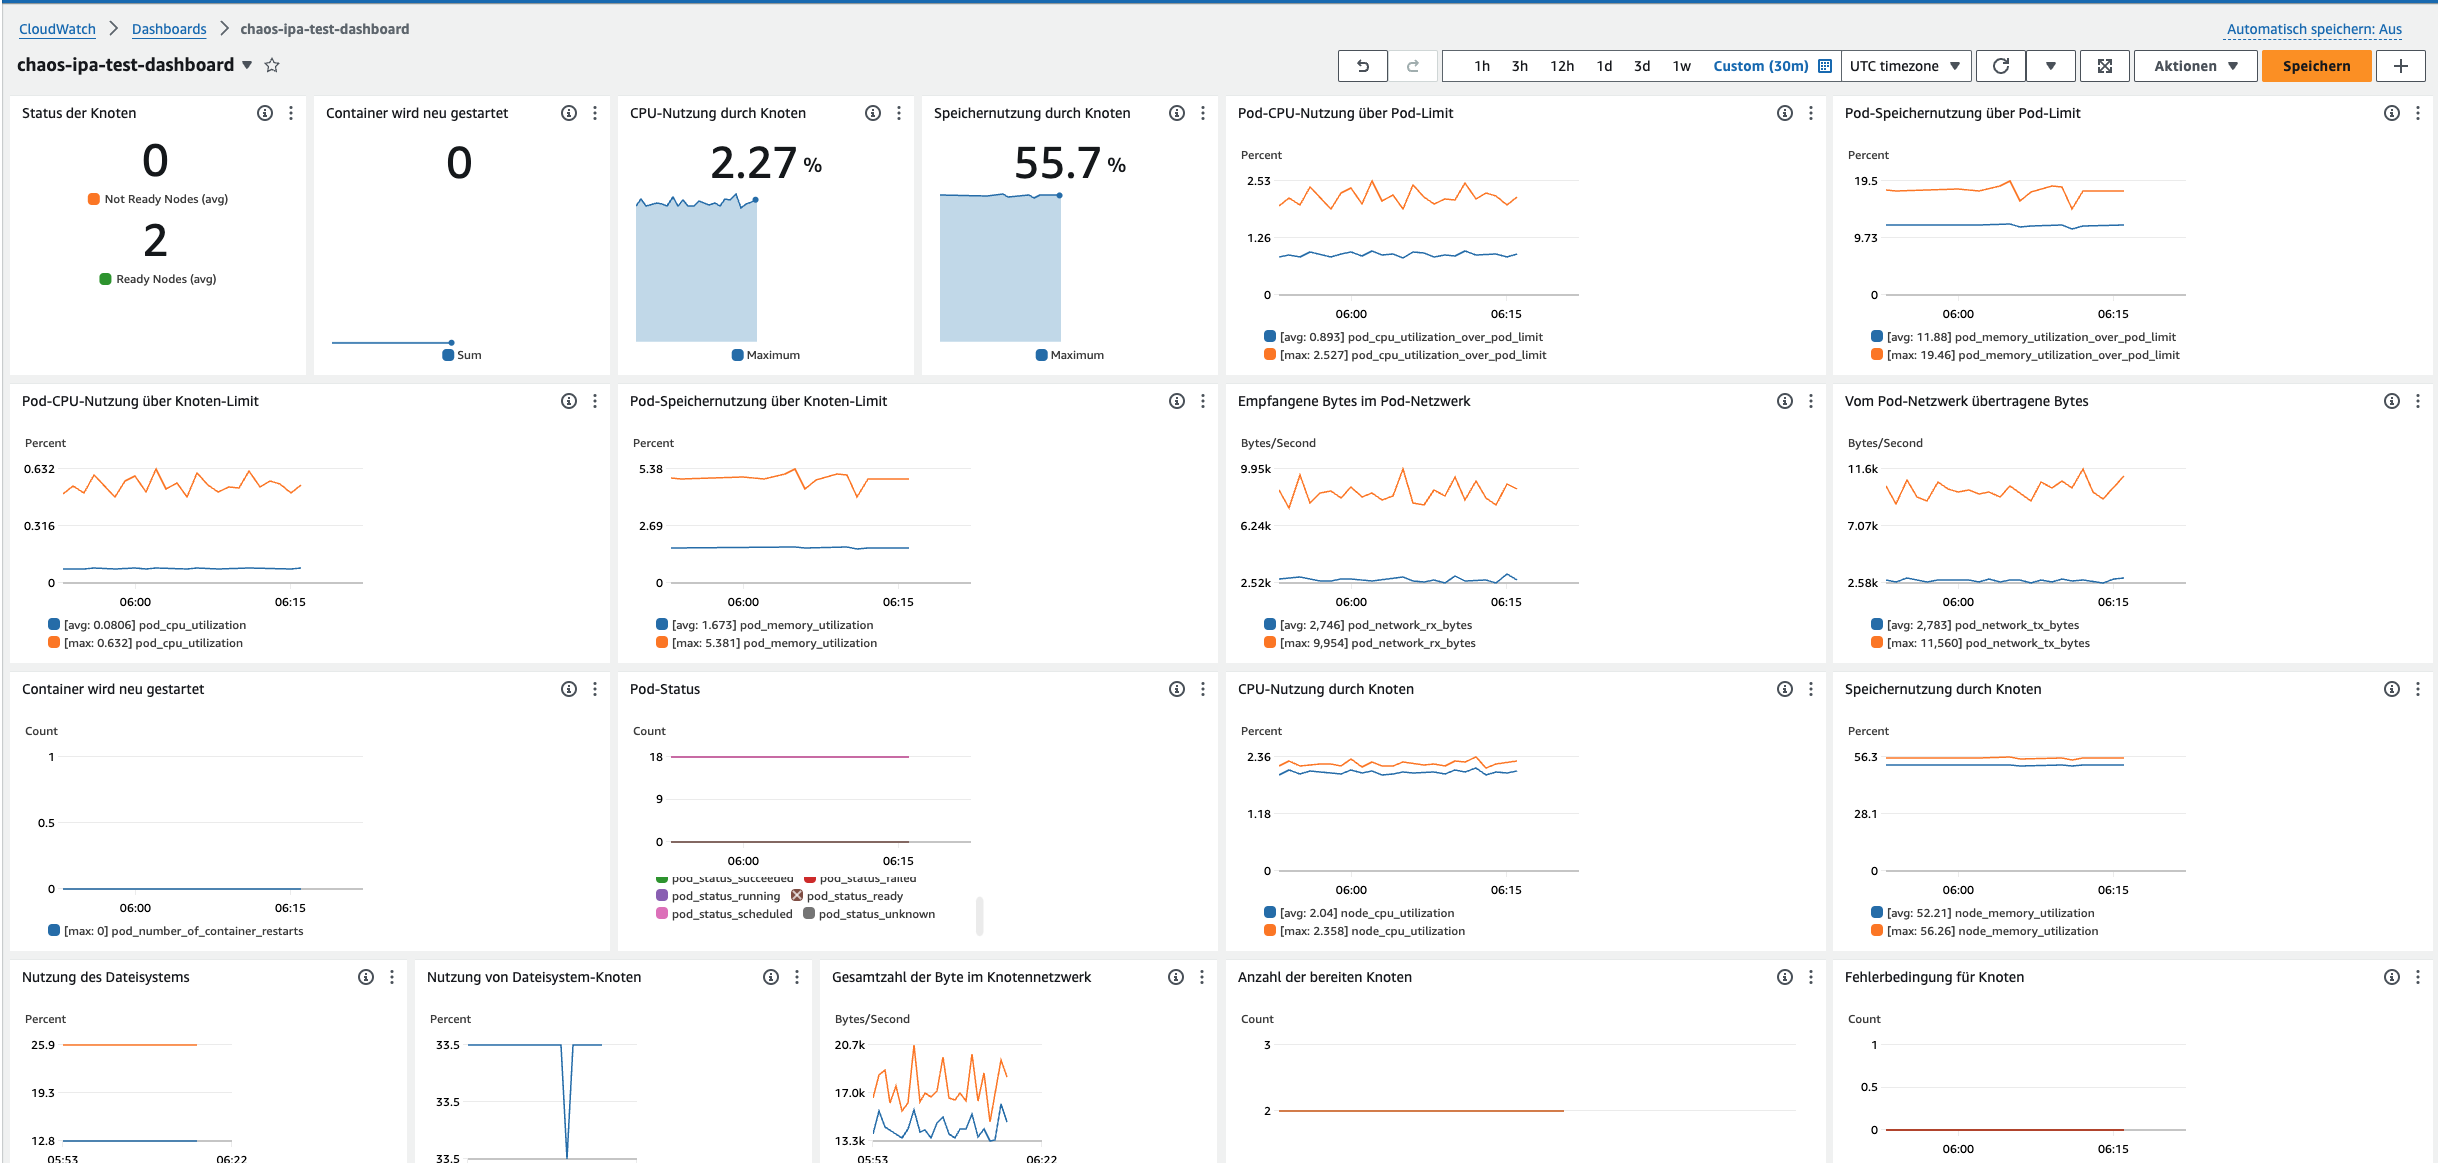 CloudWatch > Dashboards > chaos-ipa-test-dashboard
Automatisch speichern: Aus
chaos-ipa-test-dashboard
1h 3h 12h 1d 3d 1w Custom (30m) UTC timezone Aktionen Speichern
Status der Knoten
0
Not Ready Nodes (avg)
2
Ready Nodes (avg)
Container wird neu gestartet
0
Sum
CPU-Nutzung durch Knoten
2.27 %
Maximum
Speichernutzung durch Knoten
55.7 %
Maximum
Pod-CPU-Nutzung über Pod-Limit
Percent
2.53
1.26
0
06:00 06:15
[avg: 0.893] pod_cpu_utilization_over_pod_limit
[max: 2.527] pod_cpu_utilization_over_pod_limit
Pod-Speichernutzung über Pod-Limit
Percent
19.5
9.73
0
06:00 06:15
[avg: 11.88] pod_memory_utilization_over_pod_limit
[max: 19.46] pod_memory_utilization_over_pod_limit
Pod-CPU-Nutzung über Knoten-Limit
Percent
0.632
0.316
0
06:00 06:15
[avg: 0.0806] pod_cpu_utilization
[max: 0.632] pod_cpu_utilization
Pod-Speichernutzung über Knoten-Limit
Percent
5.38
2.69
0
06:00 06:15
[avg: 1.673] pod_memory_utilization
[max: 5.381] pod_memory_utilization
Empfangene Bytes im Pod-Netzwerk
Bytes/Second
9.95k
6.24k
2.52k
06:00 06:15
[avg: 2,746] pod_network_rx_bytes
[max: 9,954] pod_network_rx_bytes
Vom Pod-Netzwerk übertragene Bytes
Bytes/Second
11.6k
7.07k
2.58k
06:00 06:15
[avg: 2,783] pod_network_tx_bytes
[max: 11,560] pod_network_tx_bytes
Container wird neu gestartet
Count
1
0.5
0
06:00 06:15
[max: 0] pod_number_of_container_restarts
Pod-Status
Count
18
9
0
06:00 06:15
pod_status_succeeded pod_status_failed
pod_status_running pod_status_ready
pod_status_scheduled pod_status_unknown
CPU-Nutzung durch Knoten
Percent
2.36
1.18
0
06:00 06:15
[avg: 2.04] node_cpu_utilization
[max: 2.358] node_cpu_utilization
Speichernutzung durch Knoten
Percent
56.3
28.1
0
06:00 06:15
[avg: 52.21] node_memory_utilization
[max: 56.26] node_memory_utilization
Nutzung des Dateisystems
Percent
25.9
19.3
12.8
05:53 06:22
Nutzung von Dateisystem-Knoten
Percent
33.5
33.5
33.5
Gesamtzahl der Byte im Knotennetzwerk
Bytes/Second
20.7k
17.0k
13.3k
05:53 06:22
Anzahl der bereiten Knoten
Count
3
2
Fehlerbedingung für Knoten
Count
1
0.5
0
06:00 06:15